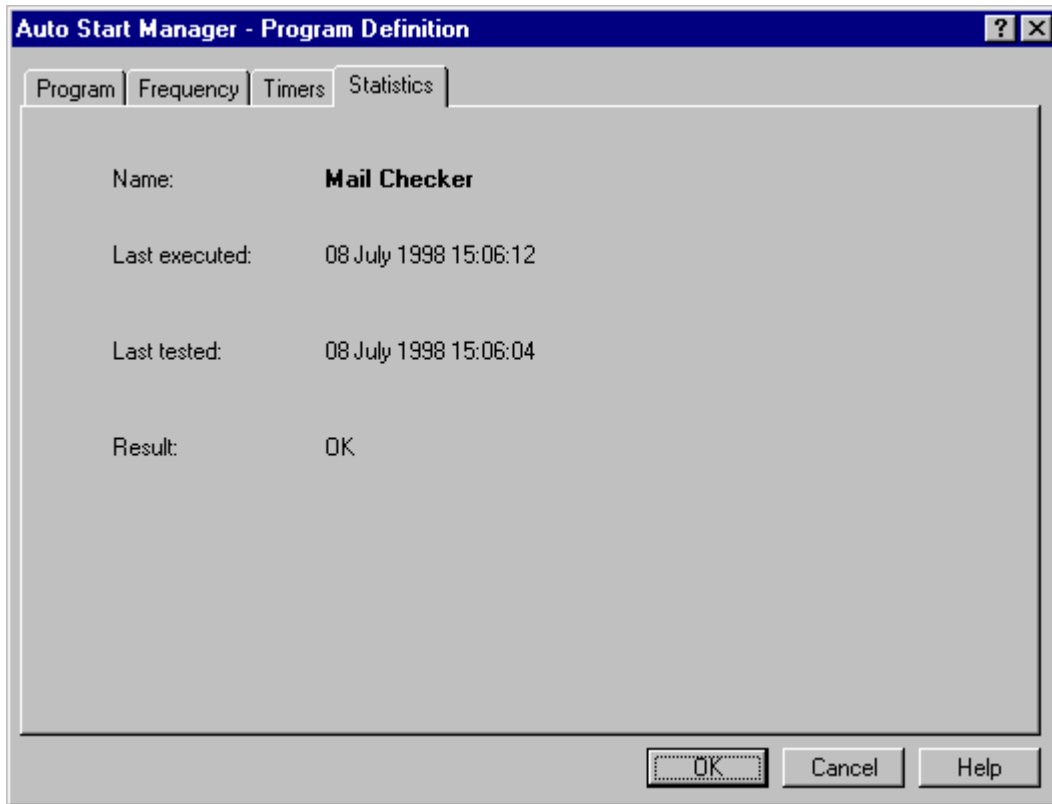 Auto Start Manager - Program Definition
Program Frequency Timers Statistics
Name: Mail Checker
Last executed: 08 July 1998 15:06:12
Last tested: 08 July 1998 15:06:04
Result: OK
OK Cancel Help